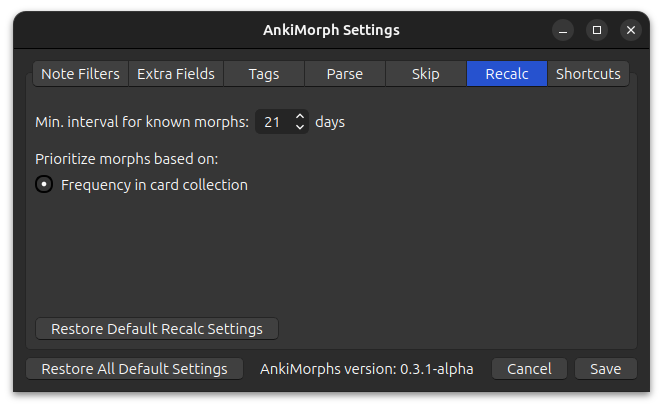 AnkiMorph Settings
Note Filters Extra Fields Tags Parse Skip Recalc Shortcuts
Min. interval for known morphs: 21 days
Prioritize morphs based on:
Frequency in card collection
Restore Default Recalc Settings
Restore All Default Settings AnkiMorphs version: 0.3.1-alpha Cancel Save